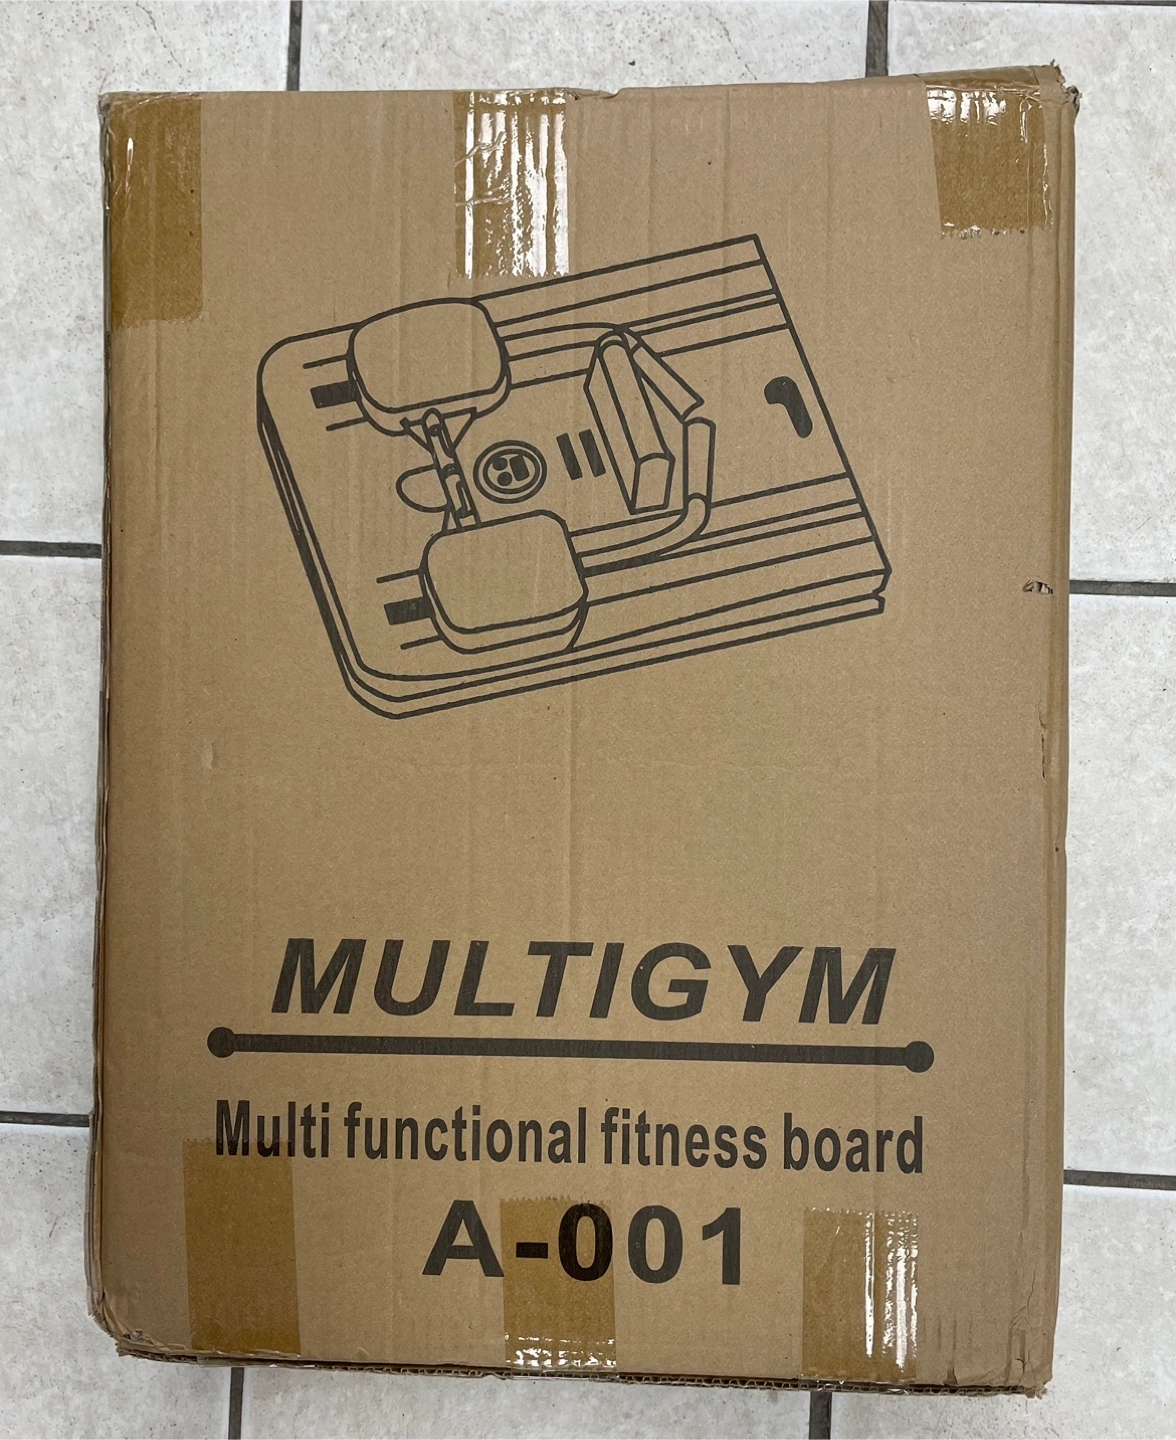 MULTIGYM
Multi functional fitness board
A-001